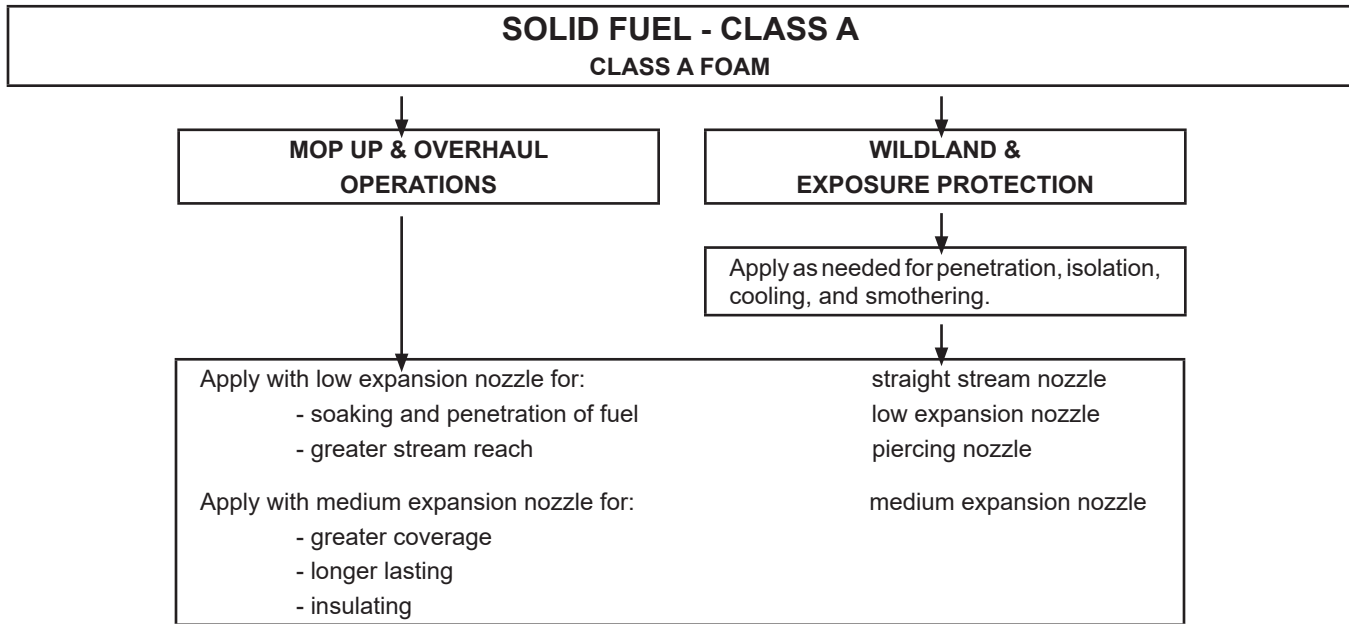 SOLID FUEL - CLASS A
CLASS A FOAM
MOP UP & OVERHAUL
OPERATIONS
WILDLAND &
EXPOSURE PROTECTION
Apply as needed for penetration, isolation,
cooling, and smothering.
Apply with low expansion nozzle for:
- soaking and penetration of fuel
- greater stream reach
Apply with medium expansion nozzle for:
- greater coverage
- longer lasting
- insulating
straight stream nozzle
low expansion nozzle
piercing nozzle
medium expansion nozzle